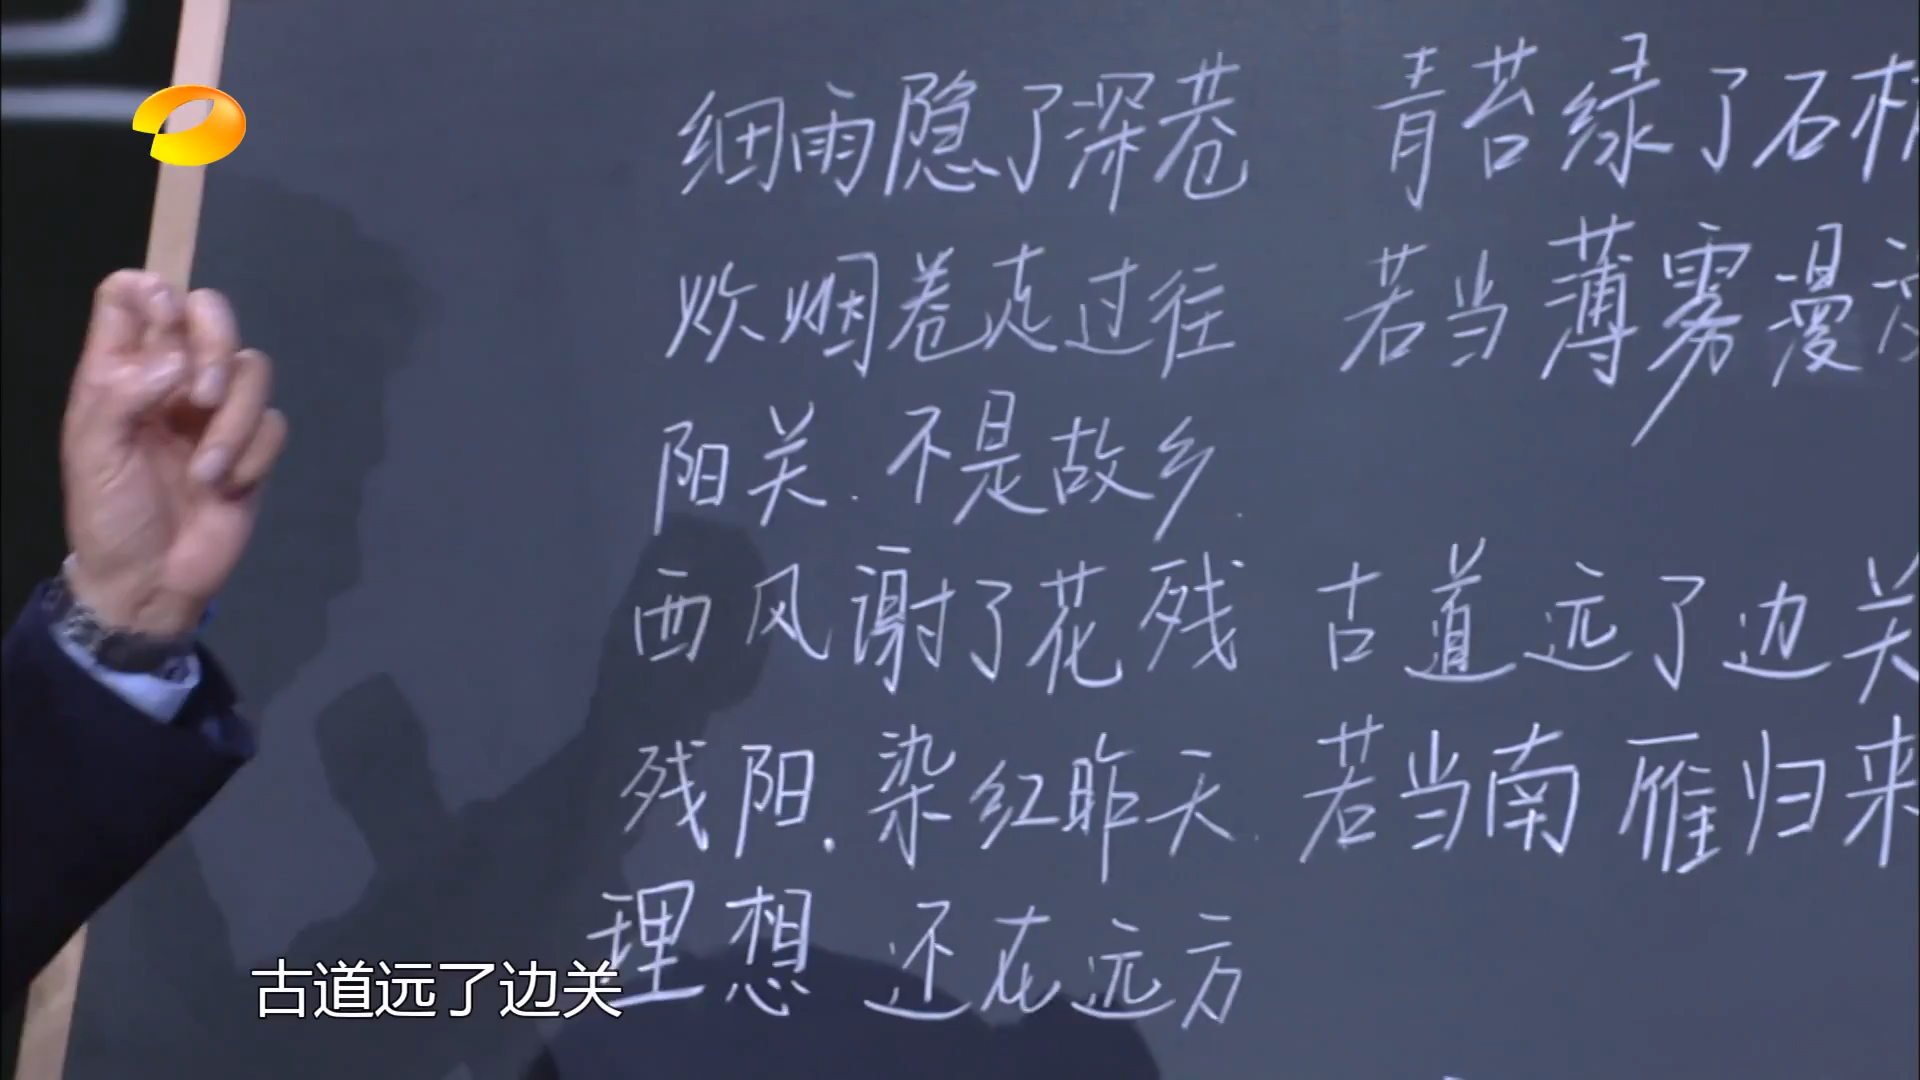 细雨隐了深巷 青苔绿了石
炊烟卷走过往 若当薄雾漫
阳关.不是故乡.
西风谢了花残 古道远了边关
残阳.染红昨天.若当南雁归来
理想 还在远方
古道远了边关